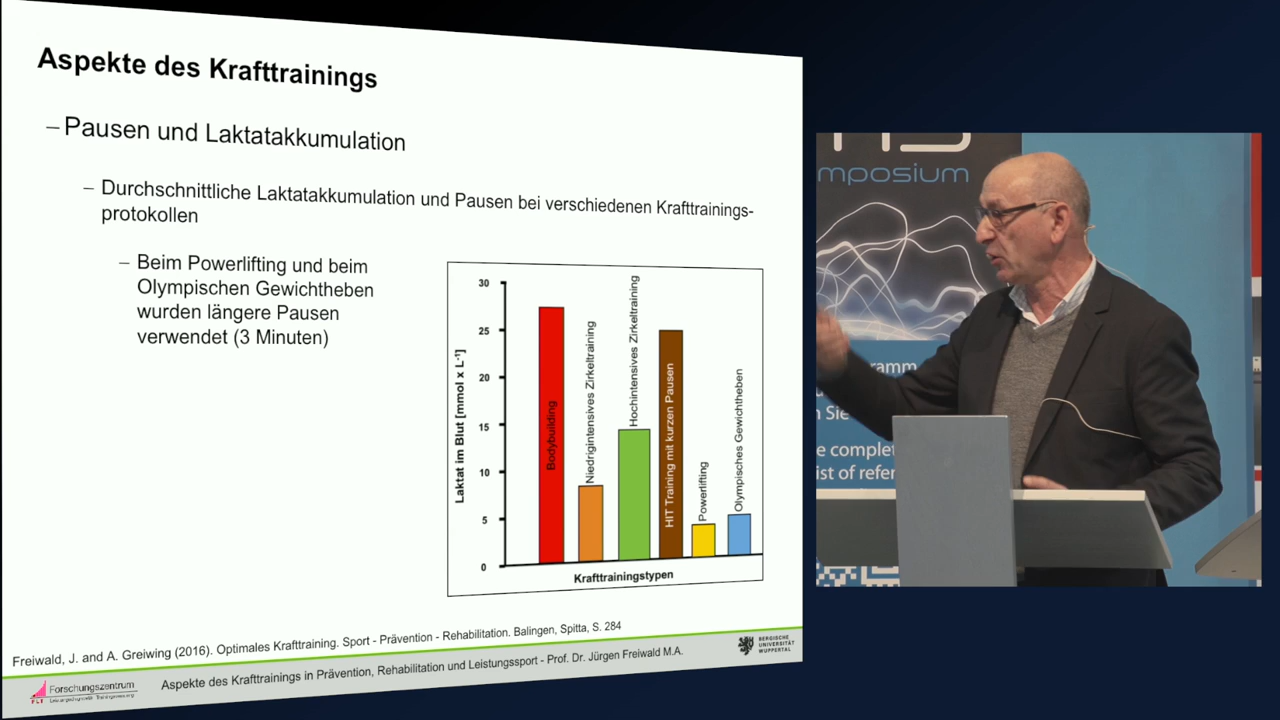 Aspekte des Krafttrainings
– Pausen und Laktatakkumulation
– Durchschnittliche Laktatakkumulation und Pausen bei verschiedenen Krafttrainings-
protokollen
– Beim Powerlifting und beim
Olympischen Gewichtheben
wurden längere Pausen
verwendet (3 Minuten)
Laktat im Blut [mmol x L⁻¹]
30
25
20
15
10
5
0
Bodybuilding
Niedrigintensives Zirkeltraining
Hochintensives Zirkeltraining
HIT Training mit kurzen Pausen
Powerlifting
Olympisches Gewichtheben
Krafttrainingstypen
Freiwald, J. and A. Greiwing (2016). Optimales Krafttraining. Sport - Prävention - Rehabilitation. Balingen, Spitta, S. 284
BERGISCHE
UNIVERSITÄT
WUPPERTAL
Forschungszentrum
FLT
Aspekte des Krafttrainings in Prävention, Rehabilitation und Leistungssport - Prof. Dr. Jürgen Freiwald M.A.
mposium
ramm
n Sie
e complet
ist of refer